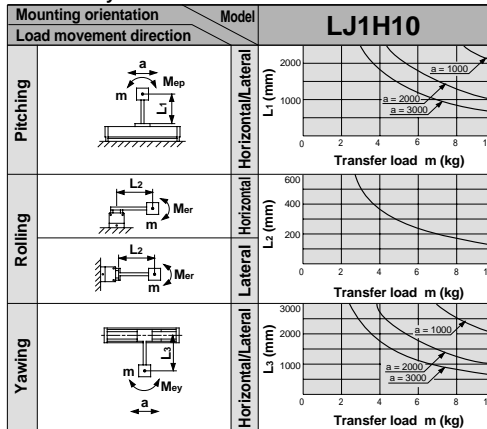 Mounting orientation
Model
Load movement direction
LJ1H10
Pitching
a
Mep
m
L1
Horizontal/Lateral
L1 (mm)
2000
1000
a = 1000
a = 2000
a = 3000
0 2 4 6 8 1
Transfer load m (kg)
Rolling
L2
Mer
m
Horizontal
L2 (mm)
600
400
200
0 2 4 6 8 1
Transfer load m (kg)
L2
Mer
m
Lateral
Yawing
L3
m
Mey
a
Horizontal/Lateral
L3 (mm)
3000
2000
1000
a = 1000
a = 2000
a = 3000
0 2 4 6 8 1
Transfer load m (kg)